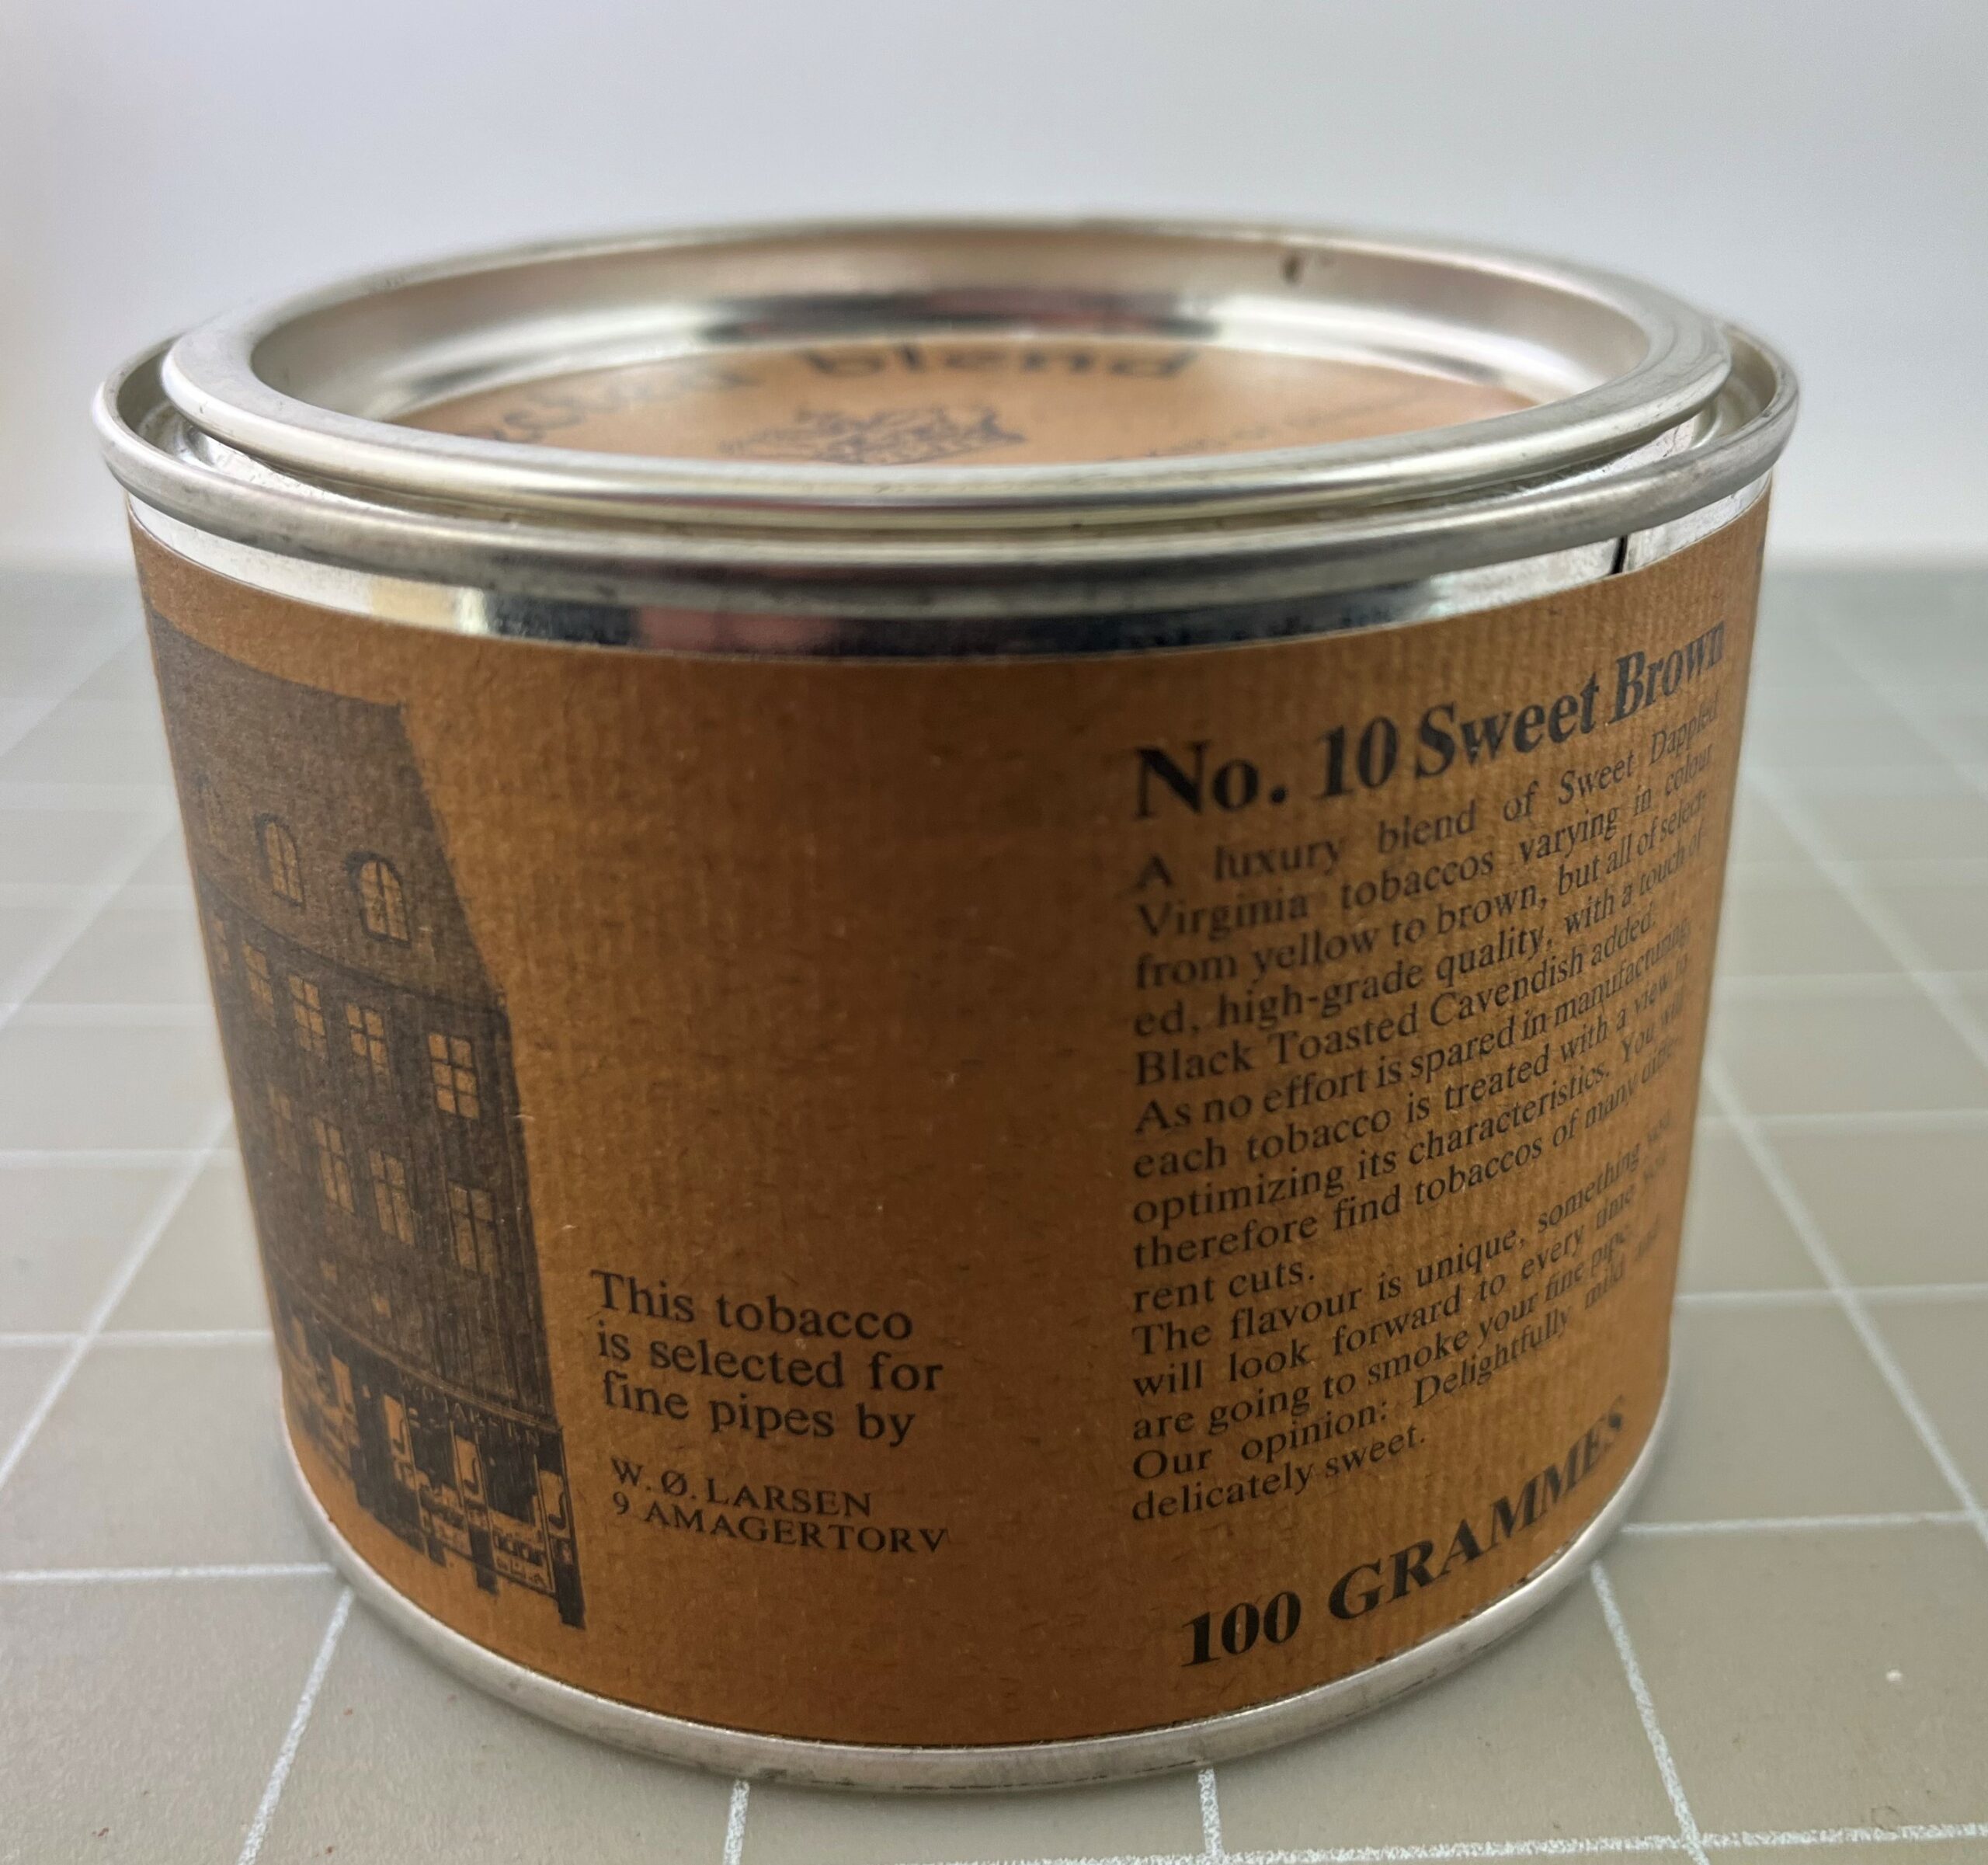 blend
No. 10 Sweet Brown
A luxury blend of Sweet Dappled
Virginia tobaccos varying in colour
from yellow to brown, but all of select-
ed, high-grade quality, with a touch of
Black Toasted Cavendish added.
As no effort is spared in manufacturing,
each tobacco is treated with a view to
optimizing its characteristics. You will
therefore find tobaccos of many diffe-
rent cuts.
The flavour is unique, something you
will look forward to every time you
are going to smoke your fine pipe.
Our opinion: Delightfully mild and
delicately sweet.
100 GRAMMES
This tobacco
is selected for
fine pipes by
W.Ø.LARSEN
9 AMAGERTORV